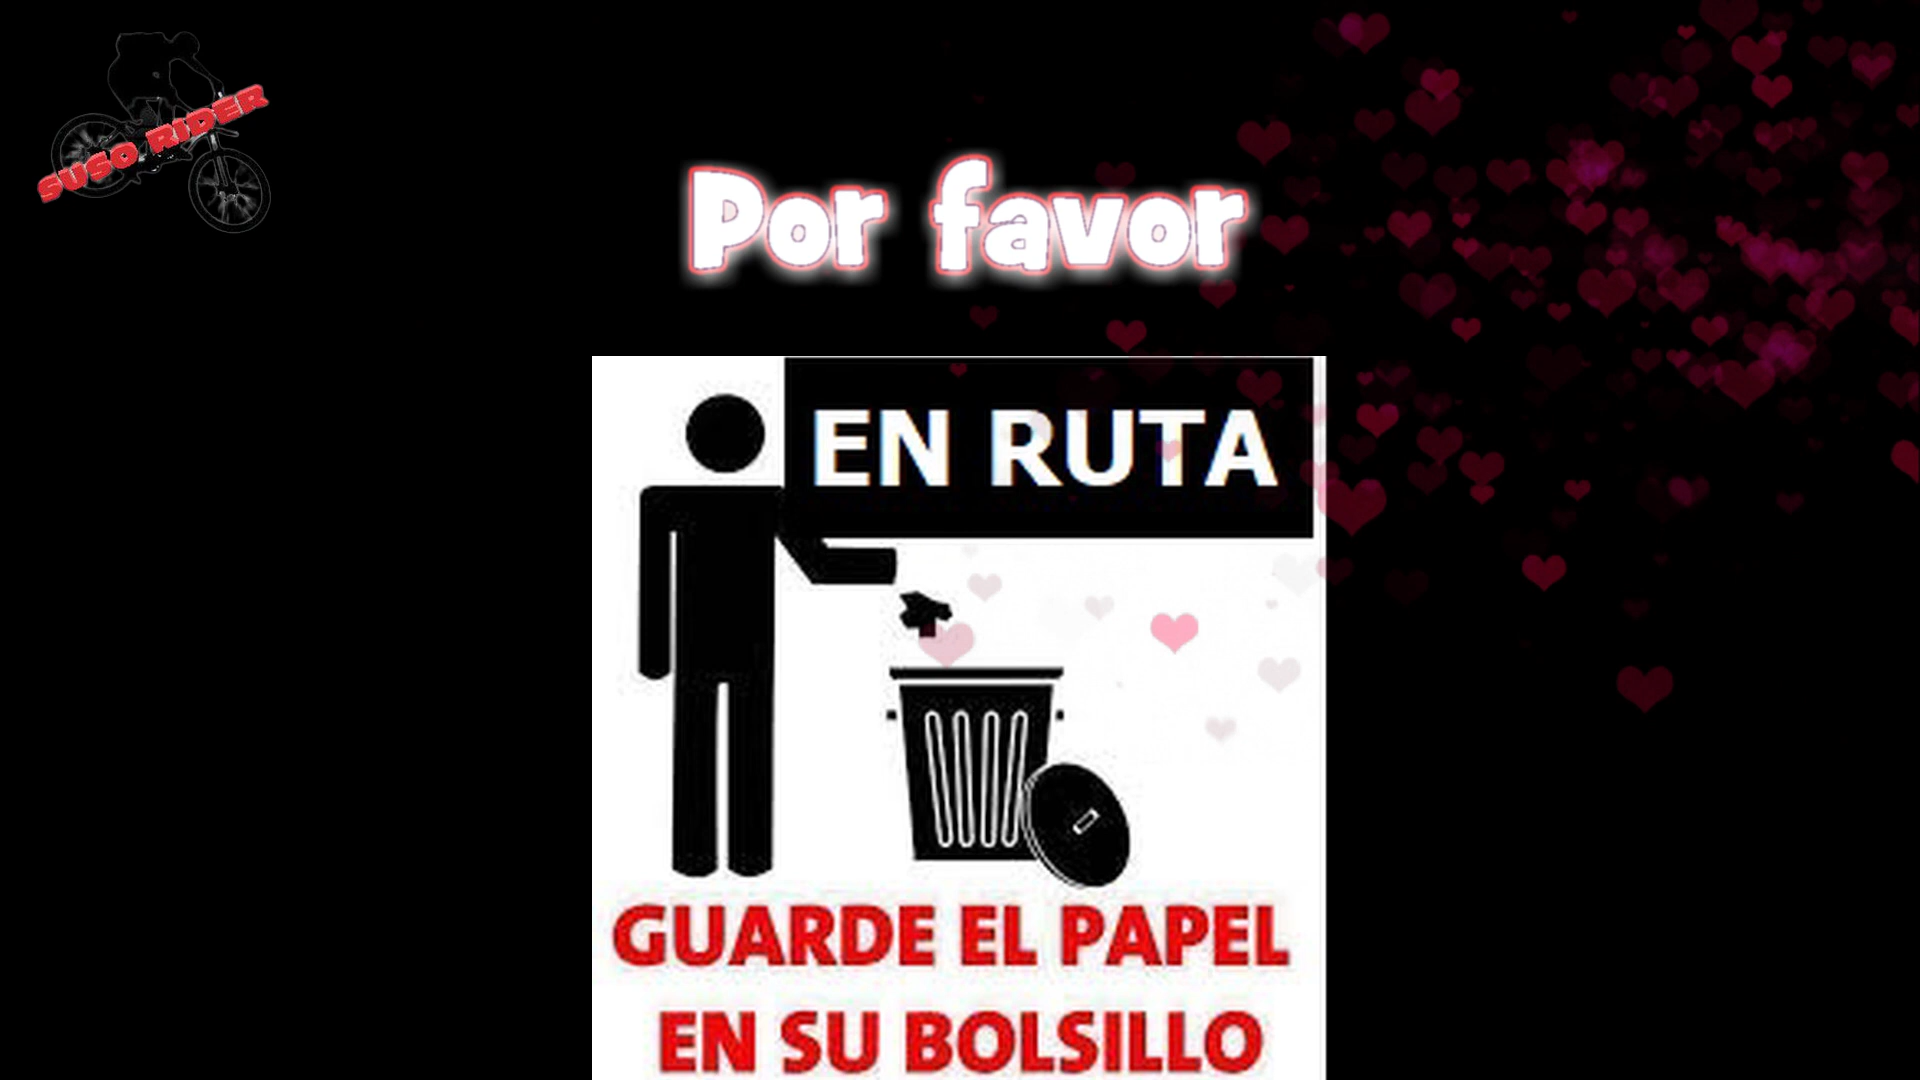 SUSO RIDER
Por favor
EN RUTA
GUARDE EL PAPEL
EN SU BOLSILLO